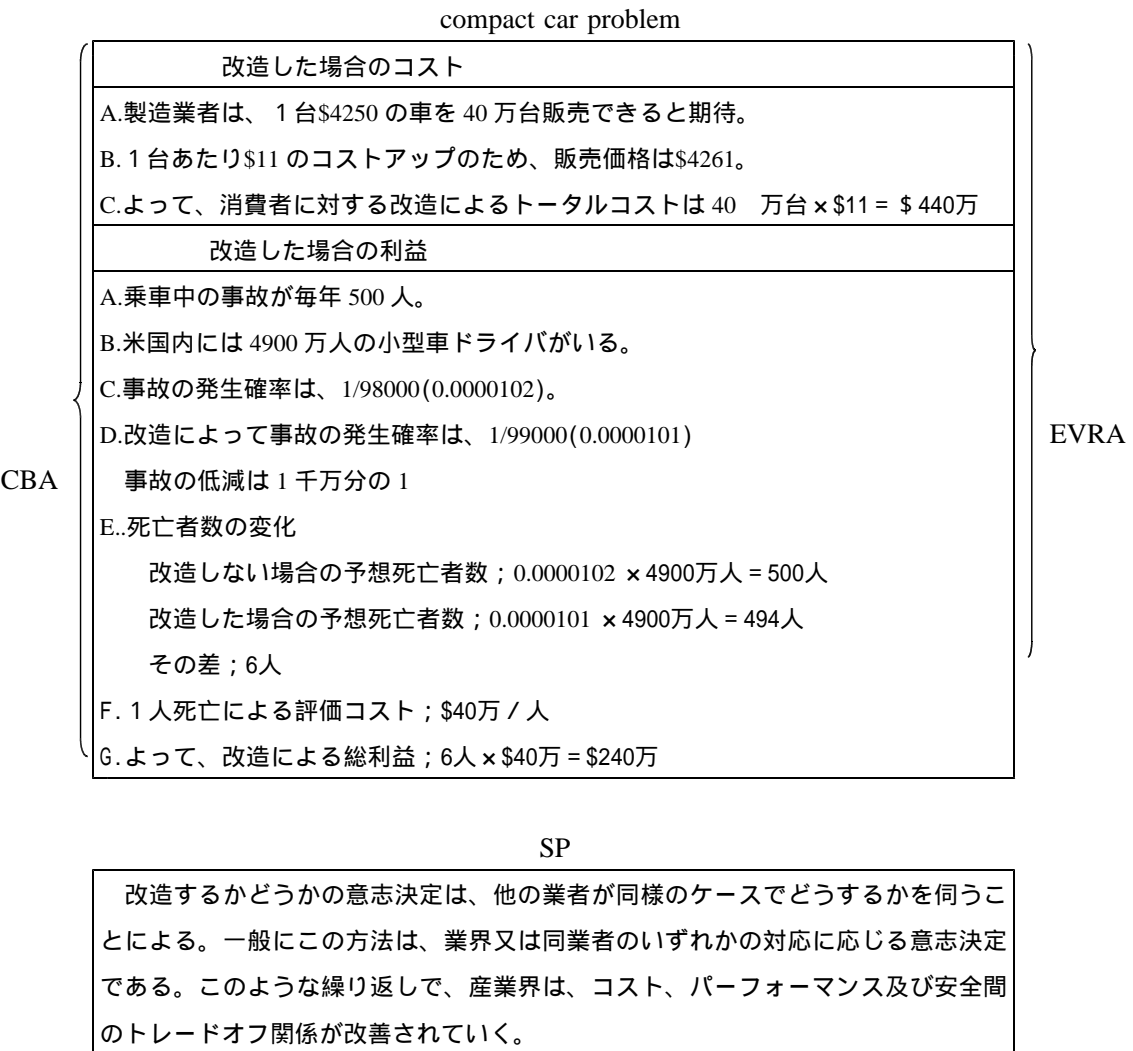 compact car problem
改造した場合のコスト
A.製造業者は、１台$4250 の車を 40 万台販売できると期待。
B.１台あたり$11 のコストアップのため、販売価格は$4261。
C.よって、消費者に対する改造によるトータルコストは 40　万台×$11 = ＄440万
改造した場合の利益
A.乗車中の事故が毎年 500 人。
B.米国内には 4900 万人の小型車ドライバがいる。
C.事故の発生確率は、1/98000(0.0000102)。
D.改造によって事故の発生確率は、1/99000(0.0000101)
事故の低減は 1 千万分の 1
E..死亡者数の変化
改造しない場合の予想死亡者数；0.0000102 ×4900万人＝500人
改造した場合の予想死亡者数；0.0000101 ×4900万人＝494人
その差；6人
F.１人死亡による評価コスト；$40万／人
G.よって、改造による総利益；6人×$40万＝$240万
CBA
EVRA
SP
改造するかどうかの意志決定は、他の業者が同様のケースでどうするかを伺うこ
とによる。一般にこの方法は、業界又は同業者のいずれかの対応に応じる意志決定
である。このような繰り返しで、産業界は、コスト、パーフォーマンス及び安全間
のトレードオフ関係が改善されていく。